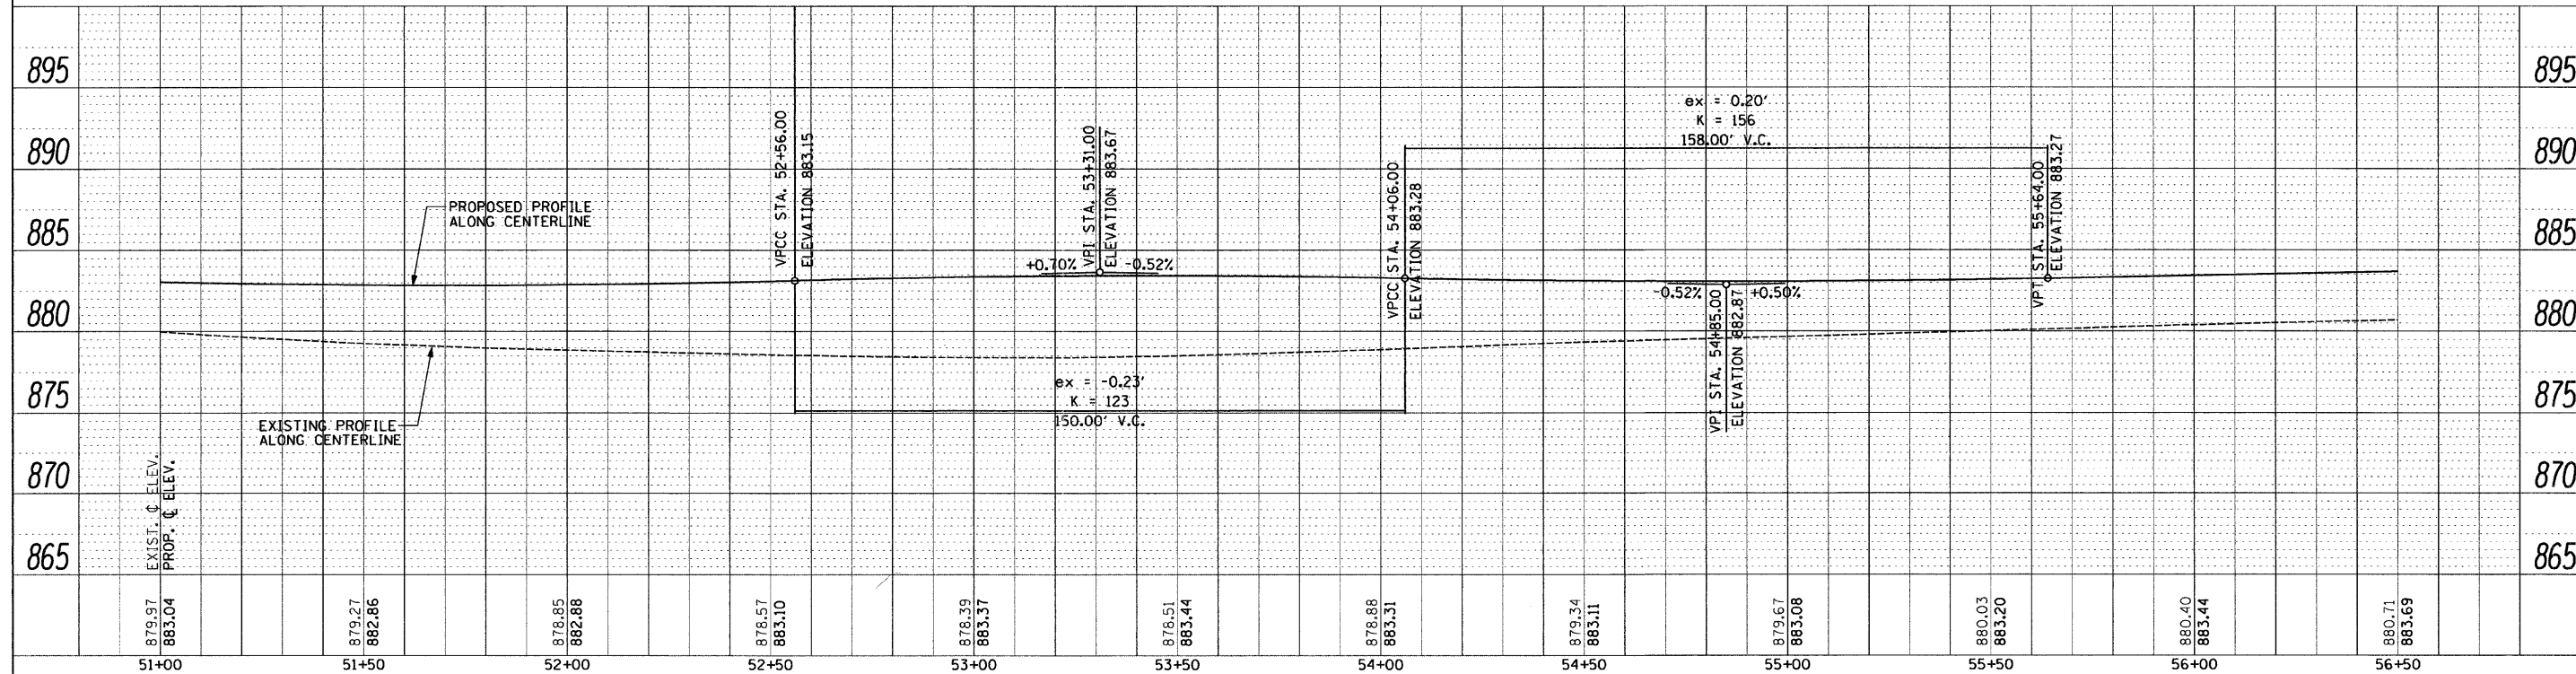 895
895
890
890
885
885
880
880
875
875
870
870
865
865
PROPOSED PROFILE
ALONG CENTERLINE
EXISTING PROFILE
ALONG CENTERLINE
EXIST. ℄ ELEV.
PROP. ℄ ELEV.
VPCC STA. 52+56.00
ELEVATION 883.15
VPI STA. 53+31.00
ELEVATION 883.67
+0.70%
-0.52%
ex = -0.23'
K = 123
150.00' V.C.
VPCC STA. 54+06.00
ELEVATION 883.28
ex = 0.20'
K = 156
158.00' V.C.
-0.52%
+0.50%
VPI STA. 54+85.00
ELEVATION 882.87
VPT STA. 55+64.00
ELEVATION 883.27
879.97
883.04
879.27
882.86
878.85
882.88
878.57
883.10
878.39
883.37
878.51
883.44
878.88
883.31
879.34
883.11
879.67
883.08
880.03
883.20
880.40
883.44
880.71
883.69
51+00
51+50
52+00
52+50
53+00
53+50
54+00
54+50
55+00
55+50
56+00
56+50